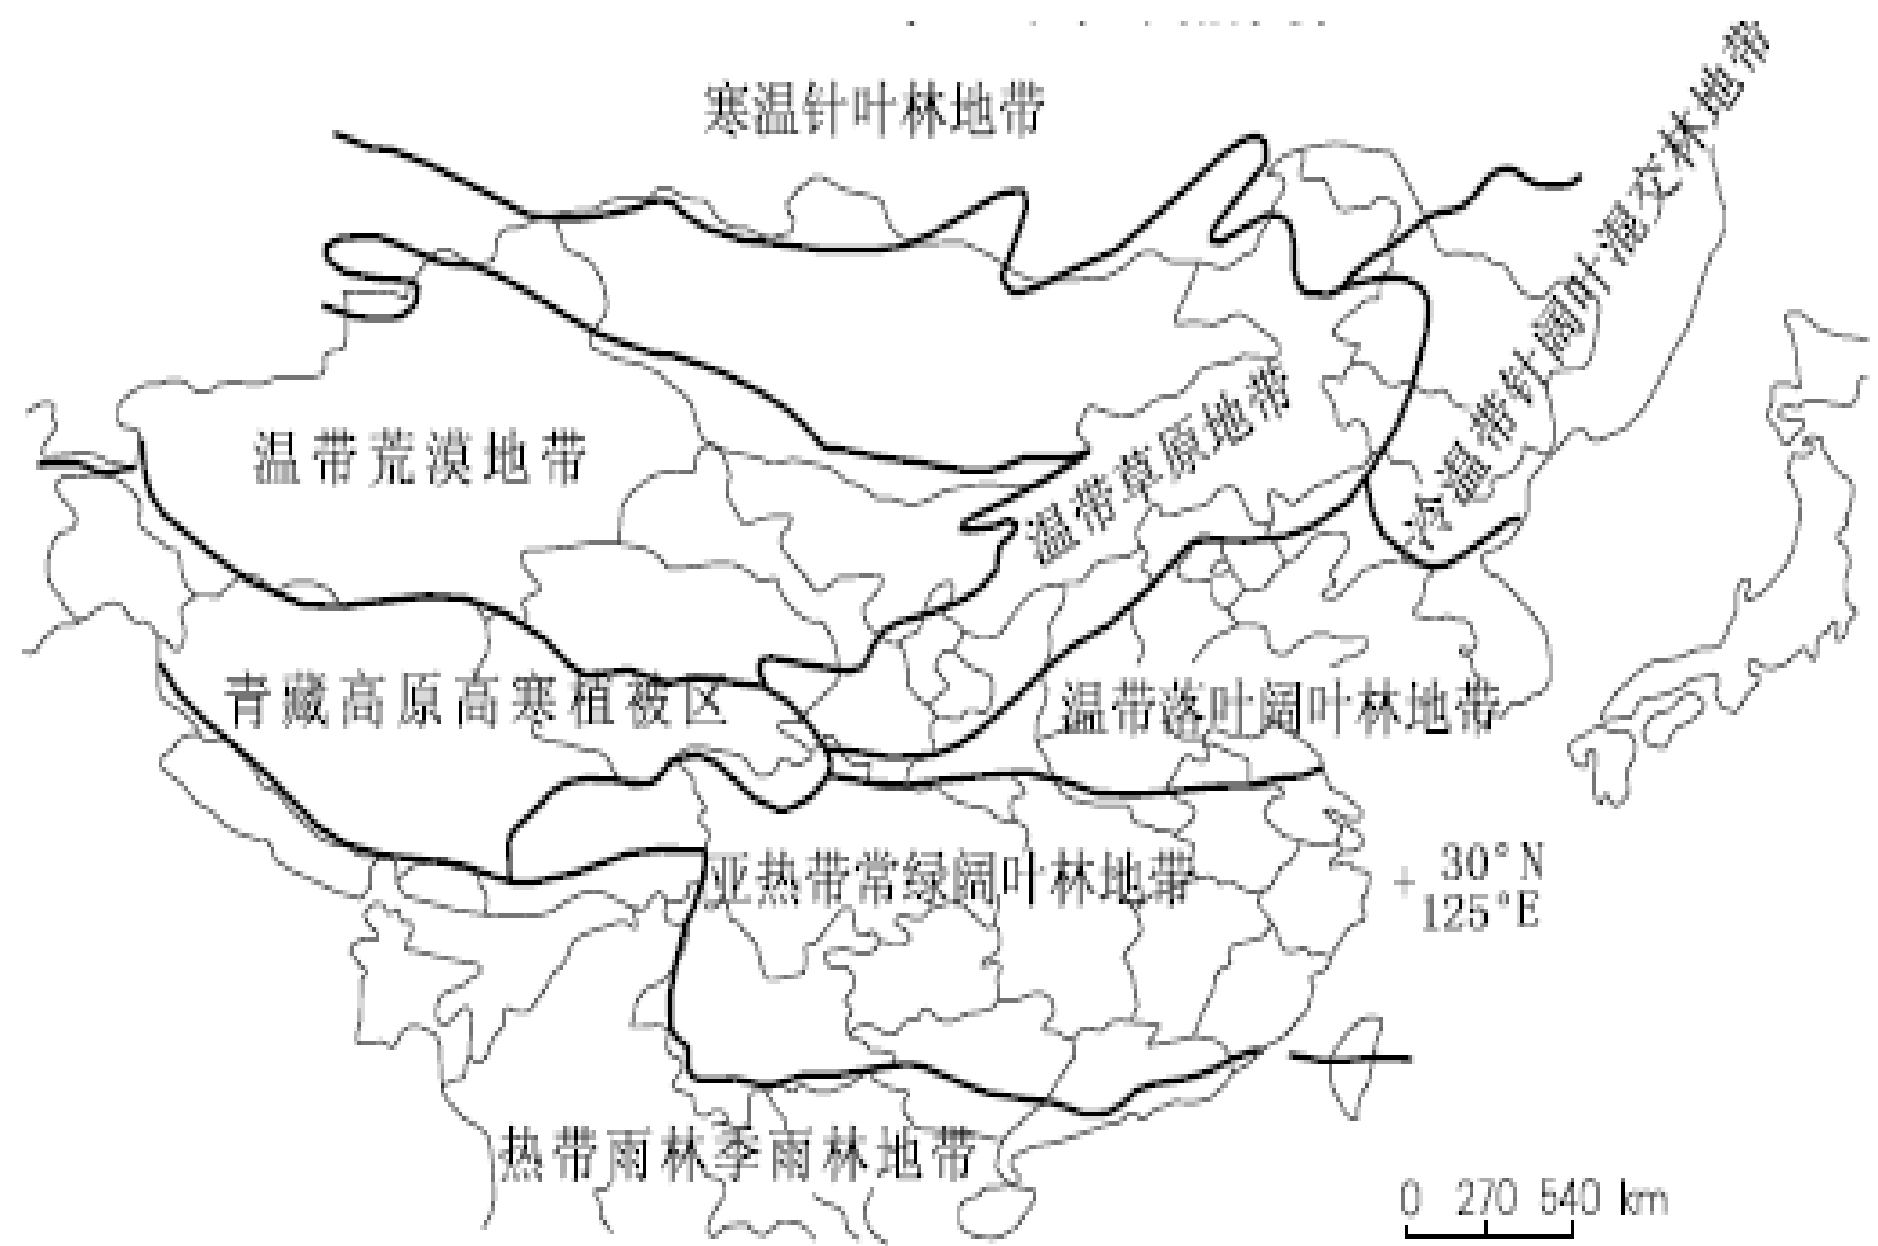 寒温针叶林地带
冷温带针阔叶混交林地带
温带草原地带
温带荒漠地带
青藏高原高寒植被区
温带落叶阔叶林地带
亚热带常绿阔叶林地带
+ 30°N
125°E
热带雨林季雨林地带
0 270 540 km